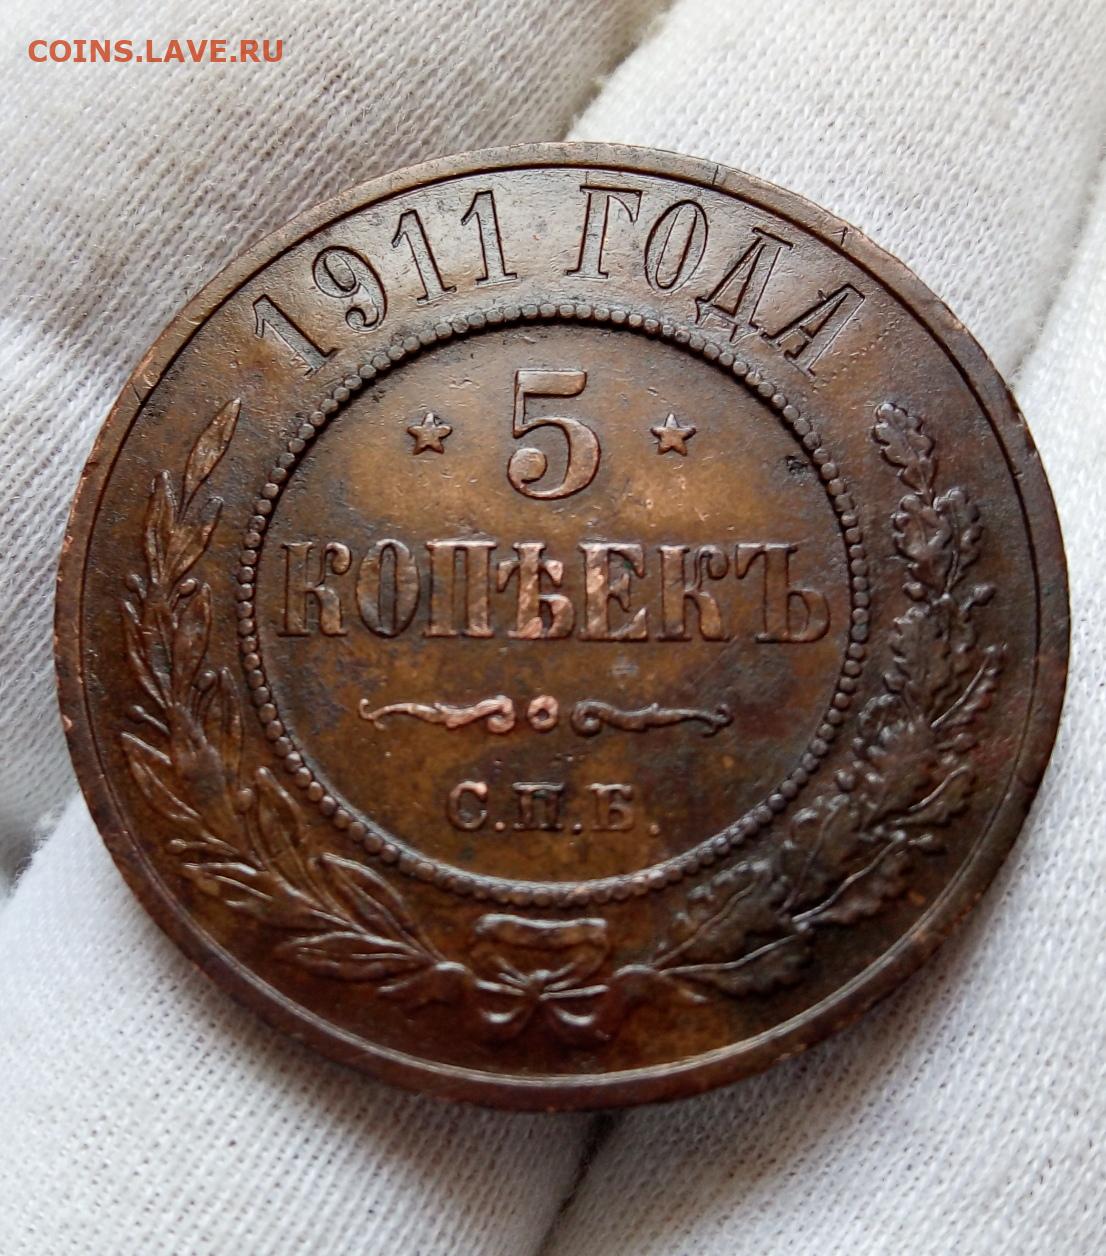 COINS.LAVE.RU
1911 ГОДА
5
КОПѢЕКЪ
С.П.Б.